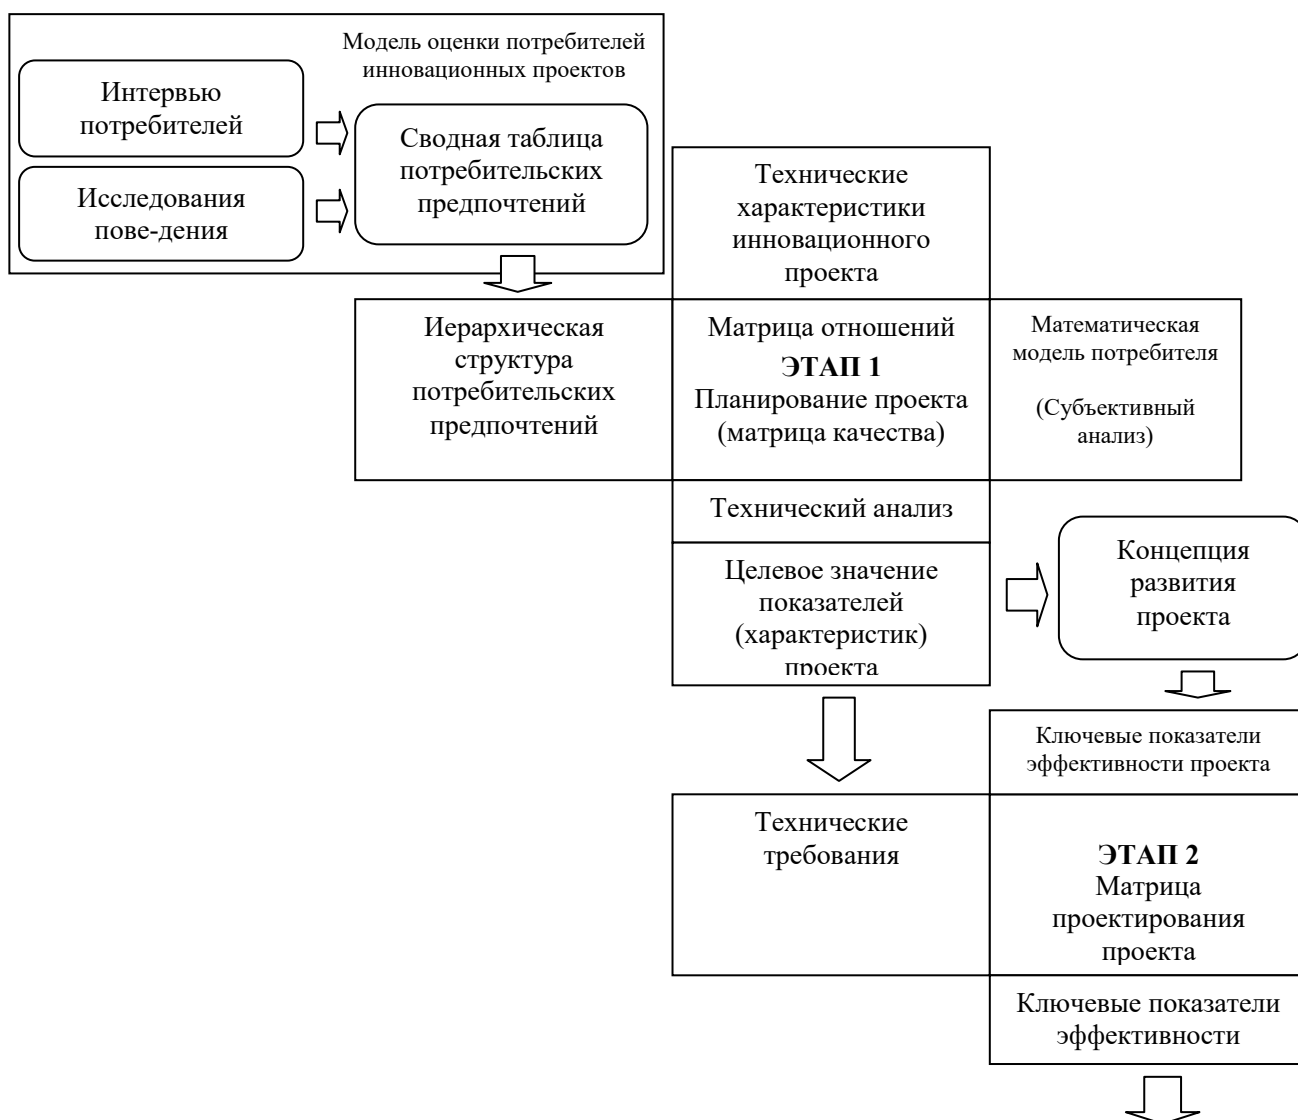 Модель оценки потребителей
инновационных проектов
Интервью
потребителей
Исследования
пове-дения
Сводная таблица
потребительских
предпочтений
Технические
характеристики
инновационного
проекта
Иерархическая
структура
потребительских
предпочтений
Матрица отношений
ЭТАП 1
Планирование проекта
(матрица качества)
Математическая
модель потребителя
(Субъективный
анализ)
Технический анализ
Целевое значение
показателей
(характеристик)
проекта
Концепция
развития
проекта
Ключевые показатели
эффективности проекта
Технические
требования
ЭТАП 2
Матрица
проектирования
проекта
Ключевые показатели
эффективности